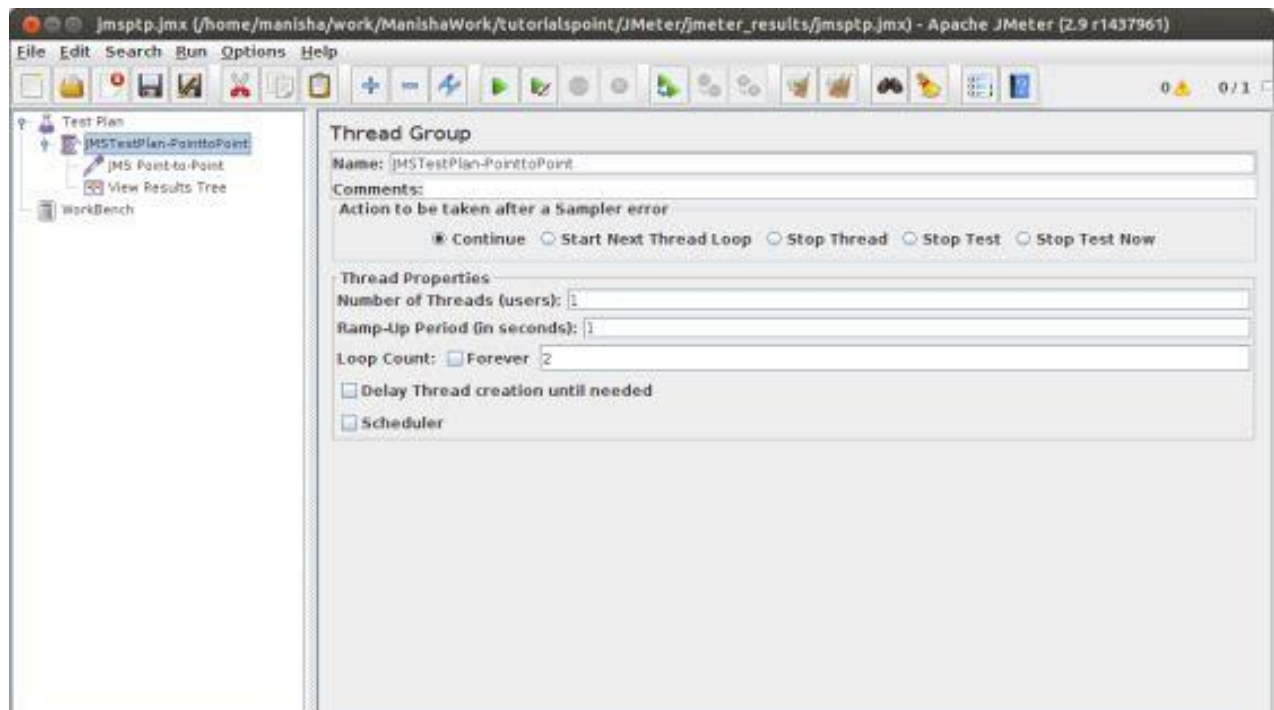 jmsptp.jmx (/home/manisha/work/ManishaWork/tutorialspoint/JMeter/jmeter_results/jmsptp.jmx) - Apache JMeter (2.9 r1437961)
File Edit Search Run Options Help
0 0/1
Test Plan
JMSTestPlan-PointtoPoint
JMS Point-to-Point
View Results Tree
WorkBench
Thread Group
Name: JMSTestPlan-PointtoPoint
Comments:
Action to be taken after a Sampler error
Continue Start Next Thread Loop Stop Thread Stop Test Stop Test Now
Thread Properties
Number of Threads (users): 1
Ramp-Up Period (in seconds): 1
Loop Count: Forever 2
Delay Thread creation until needed
Scheduler